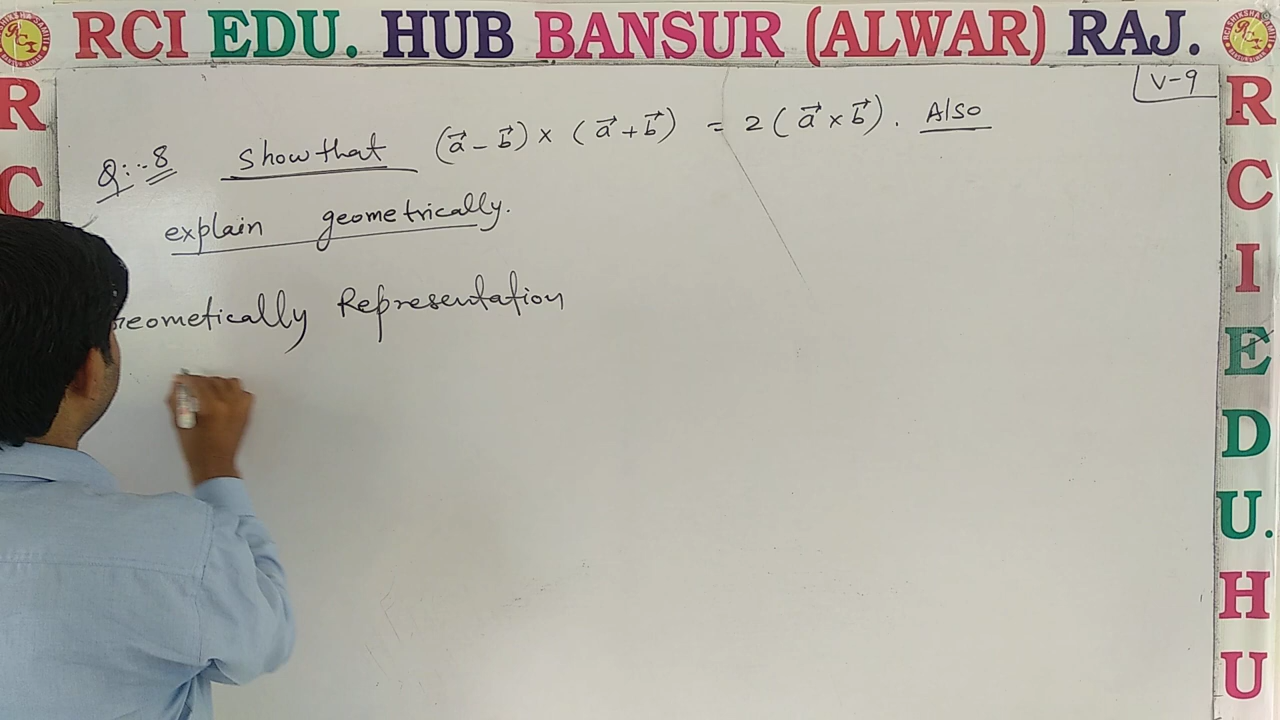 RCI EDU. HUB BANSUR (ALWAR) RAJ.
V-9
Q:-8 Show that (a⃗ - b⃗) × (a⃗ + b⃗) = 2 (a⃗ × b⃗). Also
explain geometrically.
Geometically Representation
R
C
R
C
I
E
D
U.
H
U